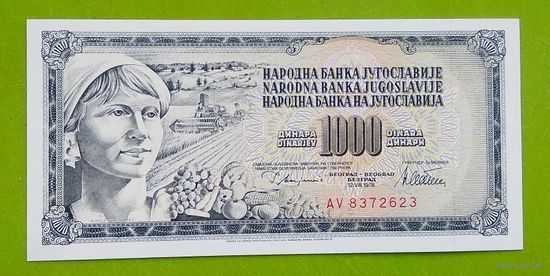 НАРОДНА БАНКА ЈУГОСЛАВИЈЕ
NARODNA BANKA JUGOSLAVIJE
НАРОДНА БАНКА НА ЈУГОСЛАВИЈА
ДИНАРА 1000 DINARA
DINARJEV ДИНАРИ
БЕОГРАД – BEOGRAD
БЕЛГРАД
12.VIII.1978
AV 8372623